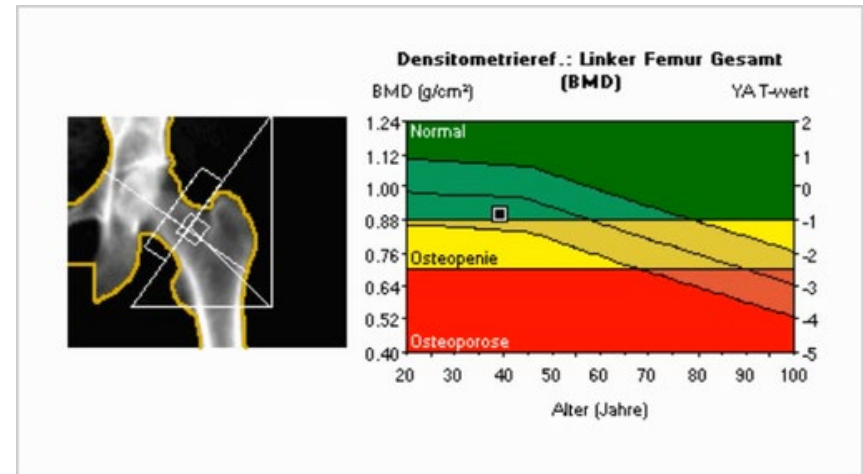 Densitometrieref.: Linker Femur Gesamt
(BMD)
BMD (g/cm²)
YA T-wert
1.24
1.12
1.00
0.88
0.76
0.64
0.52
0.40
Normal
Osteopenie
Osteoporose
2
1
0
-1
-2
-3
-4
-5
20 30 40 50 60 70 80 90 100
Alter (Jahre)